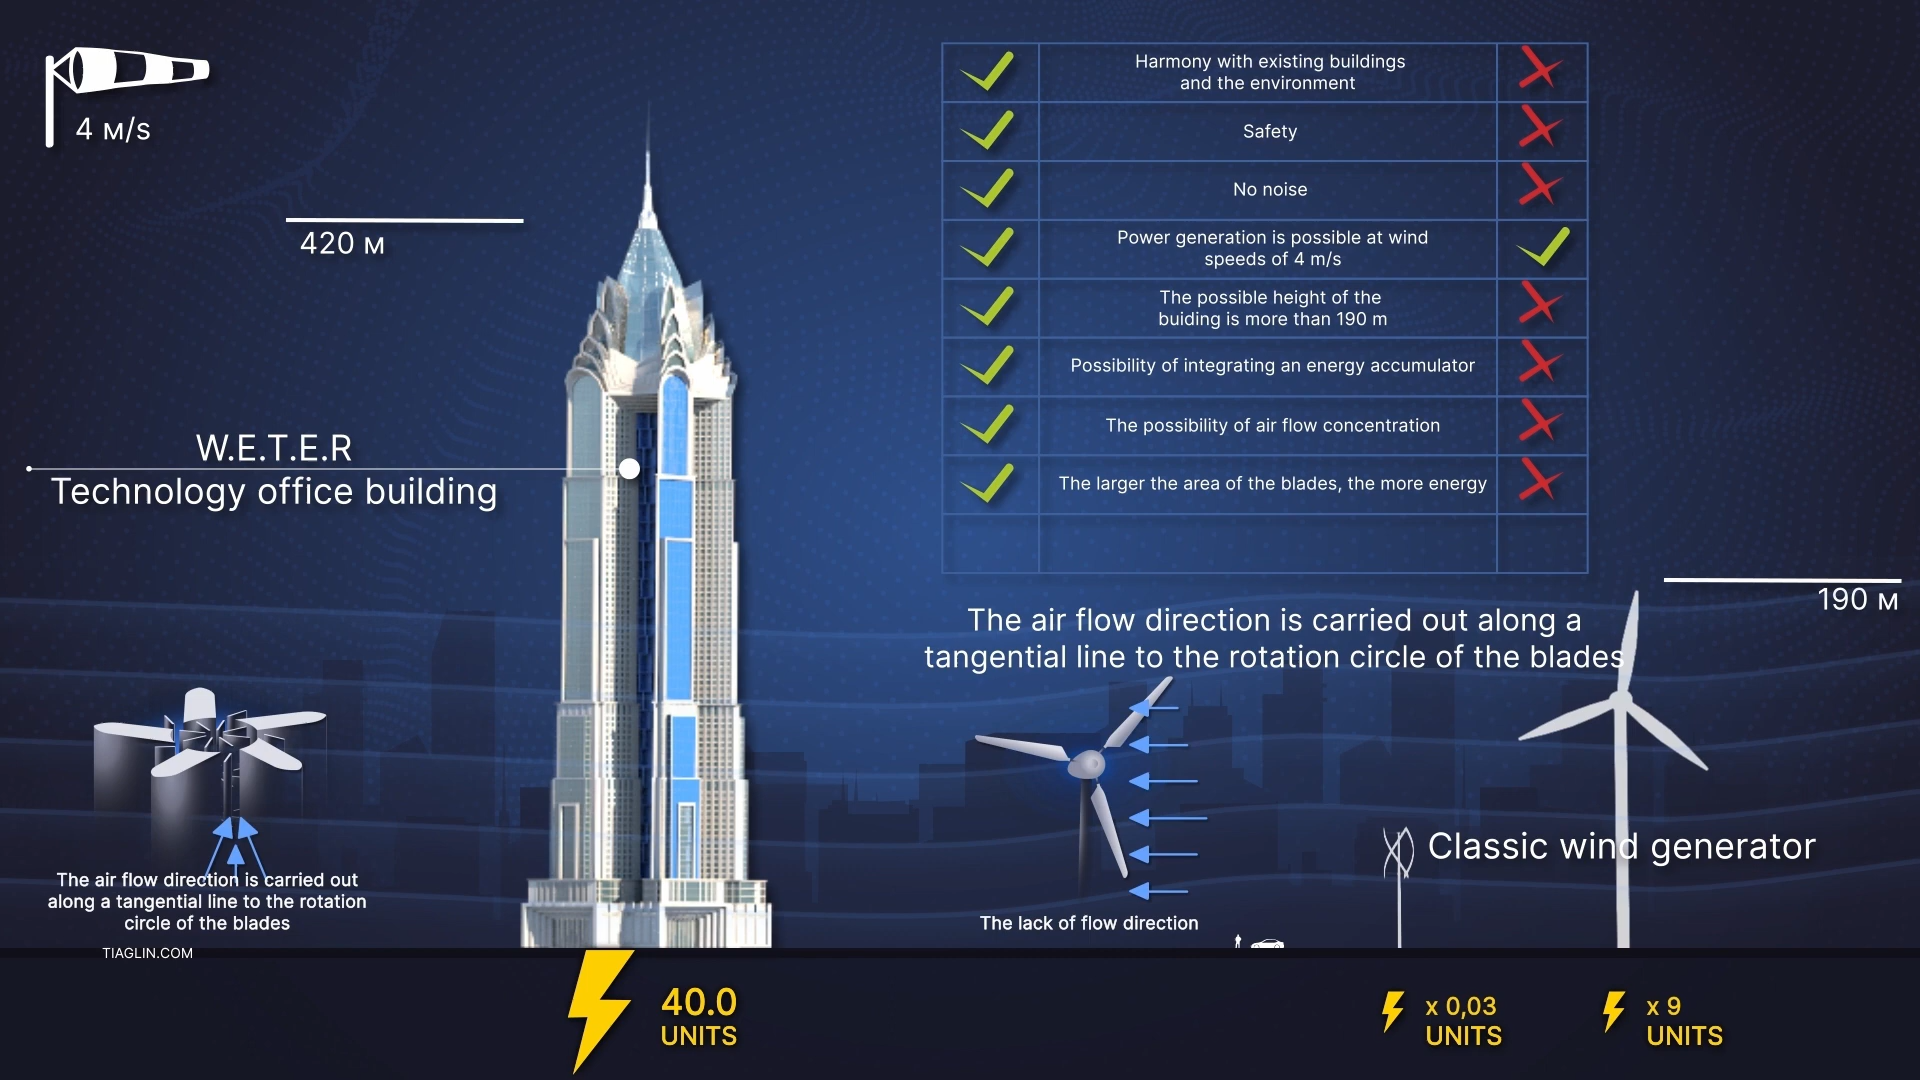 4 м/s
420 м
W.E.T.E.R
Technology office building
Harmony with existing buildings
and the environment
Safety
No noise
Power generation is possible at wind
speeds of 4 m/s
The possible height of the
buiding is more than 190 m
Possibility of integrating an energy accumulator
The possibility of air flow concentration
The larger the area of the blades, the more energy
190 м
The air flow direction is carried out along a
tangential line to the rotation circle of the blades
Classic wind generator
The air flow direction is carried out
along a tangential line to the rotation
circle of the blades
The lack of flow direction
TIAGLIN.COM
40.0
UNITS
x 0,03
UNITS
x 9
UNITS